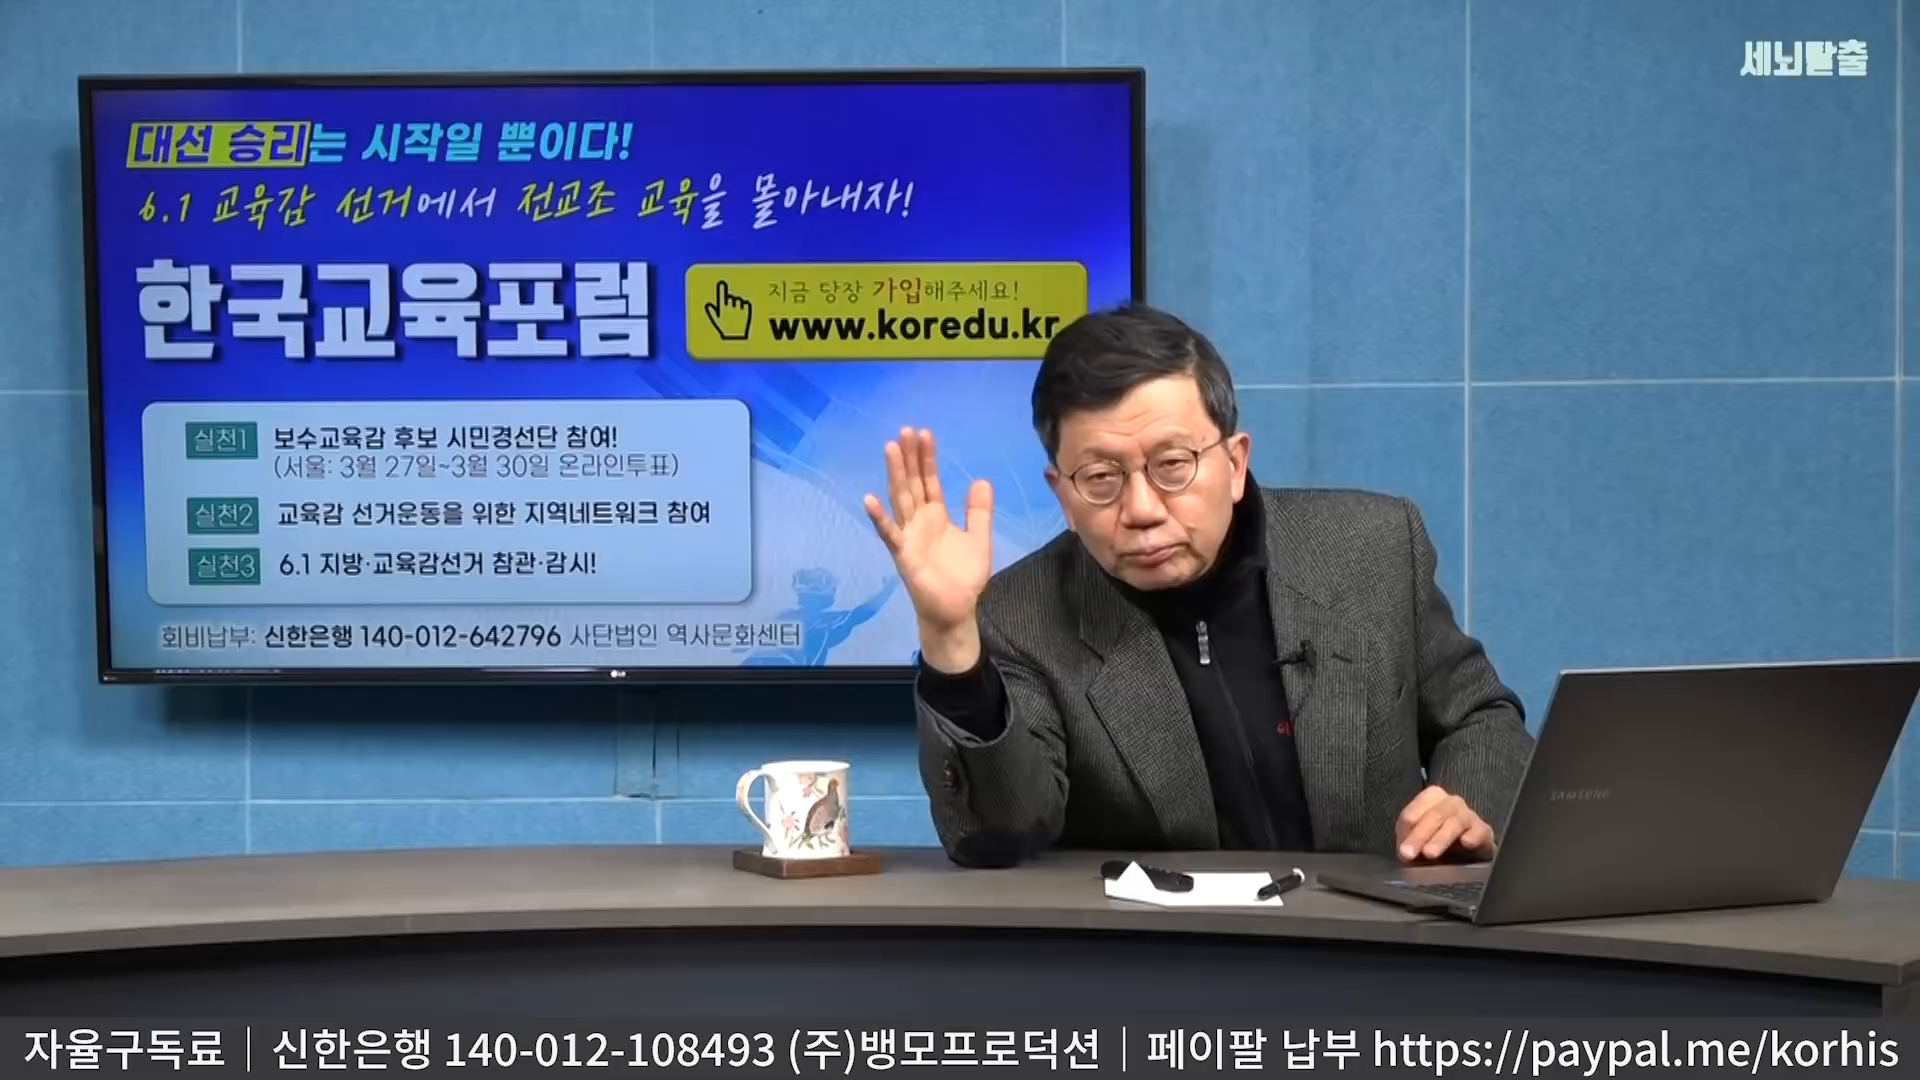 세뇌탈출
대선 승리는 시작일 뿐이다!
6.1 교육감 선거에서 전교조 교육을 몰아내자!
한국교육포럼
지금 당장 가입해주세요!
www.koredu.kr
실천1 보수교육감 후보 시민경선단 참여!
(서울: 3월 27일~3월 30일 온라인투표)
실천2 교육감 선거운동을 위한 지역네트워크 참여
실천3 6.1 지방·교육감선거 참관·감시!
회비납부: 신한은행 140-012-642796 사단법인 역사문화센터
LG
SAMSUNG
자율구독료｜신한은행 140-012-108493 (주)뱅모프로덕션｜페이팔 납부 https://paypal.me/korhis